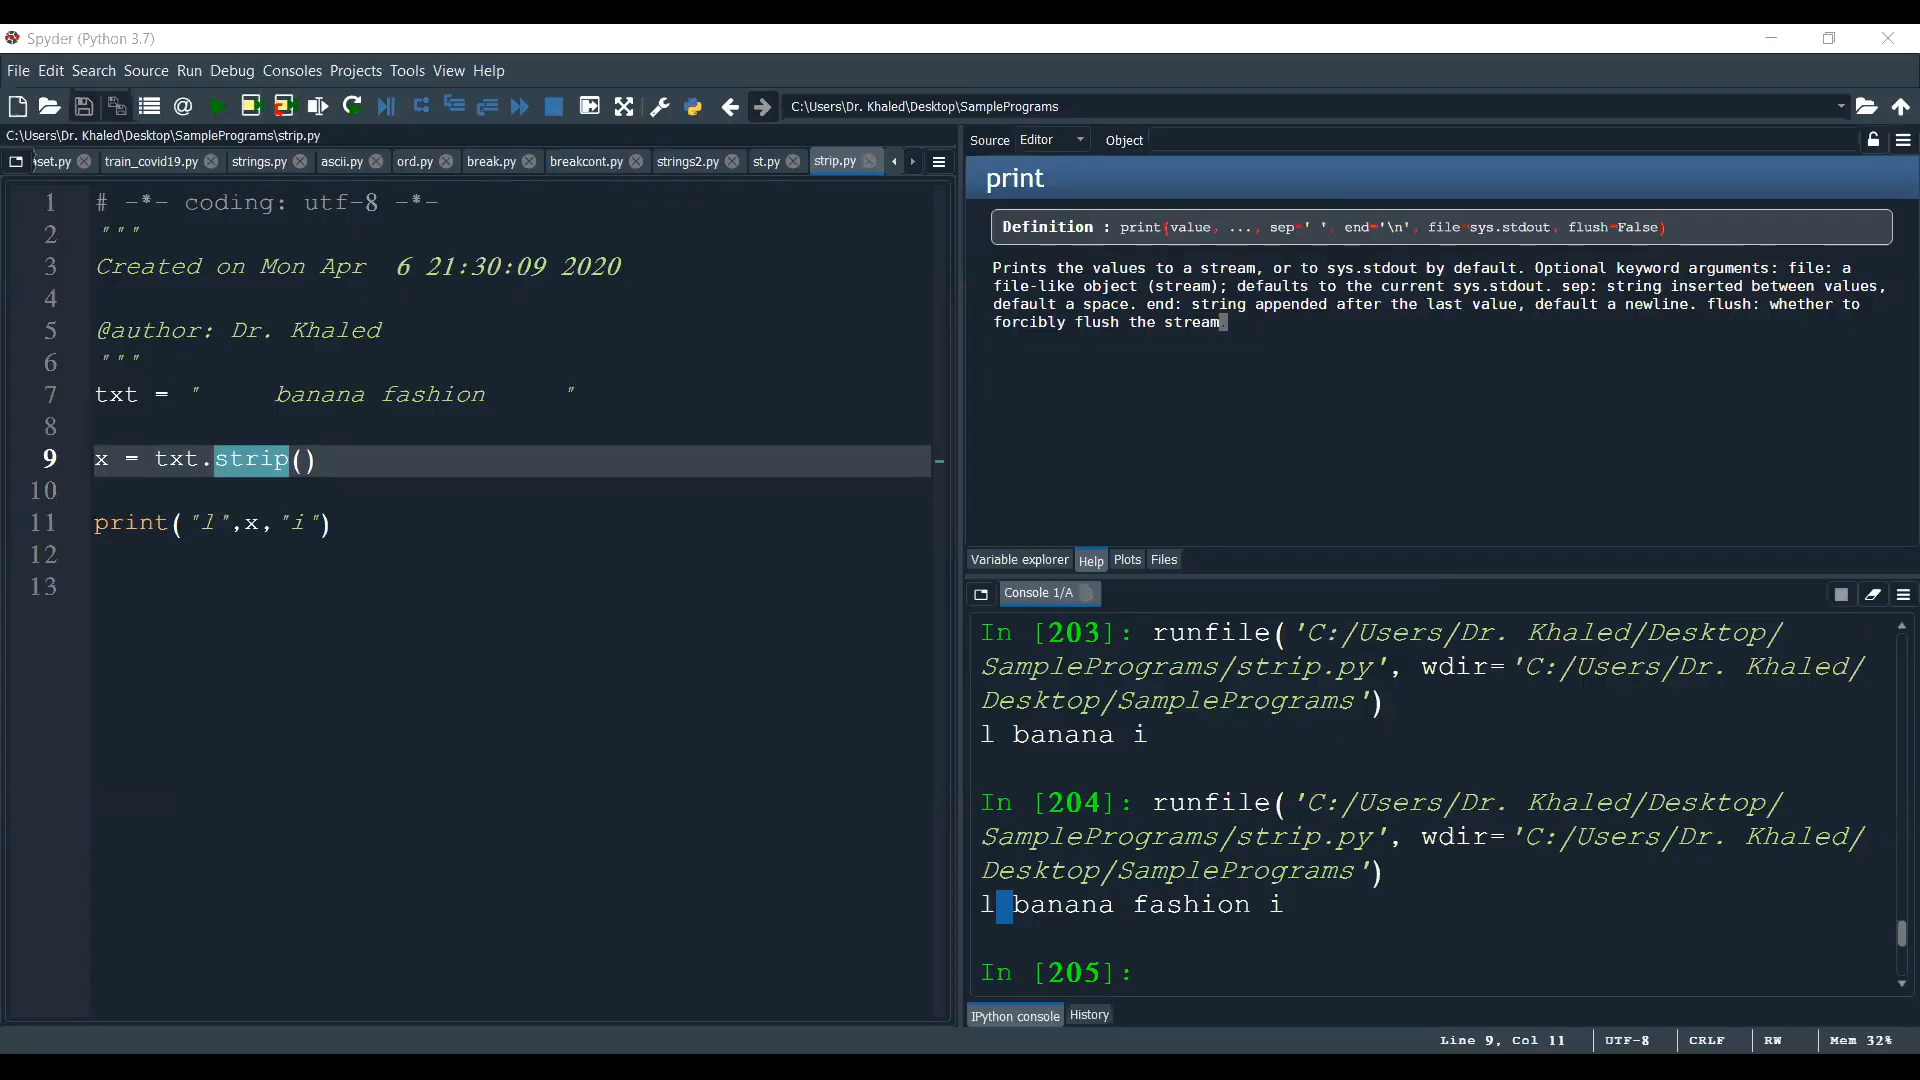 Spyder (Python 3.7)
File Edit Search Source Run Debug Consoles Projects Tools View Help
C:\Users\Dr. Khaled\Desktop\SamplePrograms
C:\Users\Dr. Khaled\Desktop\SamplePrograms\strip.py
set.py train_covid19.py strings.py ascii.py ord.py break.py breakcont.py strings2.py st.py strip.py
1 # -*- coding: utf-8 -*-
2 """
3 Created on Mon Apr  6 21:30:09 2020
4
5 @author: Dr. Khaled
6 """
7 txt = "     banana fashion     "
8
9 x = txt.strip()
10
11 print("l",x,"i")
12
13
Source Editor Object
print
Definition : print(value, ..., sep=' ', end='\n', file=sys.stdout, flush=False)
Prints the values to a stream, or to sys.stdout by default. Optional keyword arguments: file: a
file-like object (stream); defaults to the current sys.stdout. sep: string inserted between values,
default a space. end: string appended after the last value, default a newline. flush: whether to
forcibly flush the stream.
Variable explorer Help Plots Files
Console 1/A
In [203]: runfile('C:/Users/Dr. Khaled/Desktop/
SamplePrograms/strip.py', wdir='C:/Users/Dr. Khaled/
Desktop/SamplePrograms')
l banana i
In [204]: runfile('C:/Users/Dr. Khaled/Desktop/
SamplePrograms/strip.py', wdir='C:/Users/Dr. Khaled/
Desktop/SamplePrograms')
l banana fashion i
In [205]:
IPython console History
Line 9, Col 11 UTF-8 CRLF RW Mem 32%